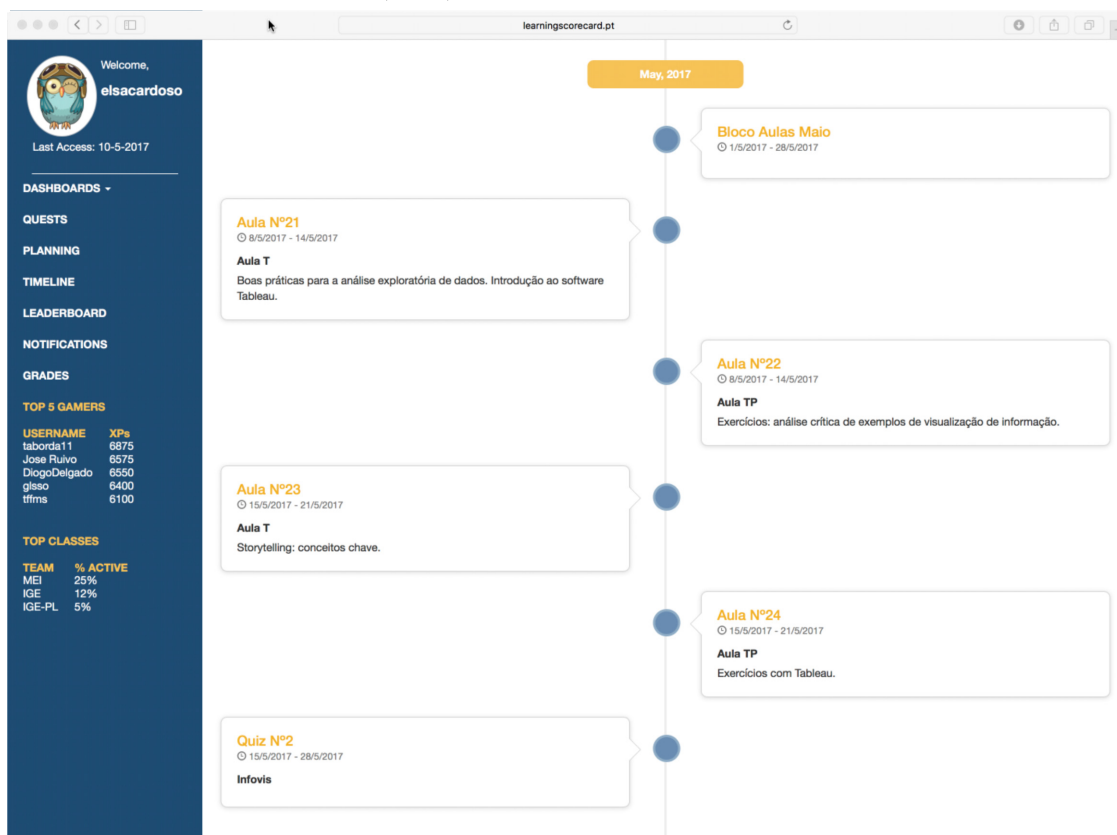 learningscorecard.pt
Welcome,
elsacardoso
Last Access: 10-5-2017
DASHBOARDS
QUESTS
PLANNING
TIMELINE
LEADERBOARD
NOTIFICATIONS
GRADES
TOP 5 GAMERS
USERNAME XPs
taborda11 6875
Jose Ruivo 6575
DiogoDelgado 6550
glsso 6400
tffms 6100
TOP CLASSES
TEAM % ACTIVE
MEI 25%
IGE 12%
IGE-PL 5%
May, 2017
Bloco Aulas Maio
1/5/2017 - 28/5/2017
Aula Nº21
8/5/2017 - 14/5/2017
Aula T
Boas práticas para a análise exploratória de dados. Introdução ao software
Tableau.
Aula Nº22
8/5/2017 - 14/5/2017
Aula TP
Exercícios: análise crítica de exemplos de visualização de informação.
Aula Nº23
15/5/2017 - 21/5/2017
Aula T
Storytelling: conceitos chave.
Aula Nº24
15/5/2017 - 21/5/2017
Aula TP
Exercícios com Tableau.
Quiz Nº2
15/5/2017 - 28/5/2017
Infovis